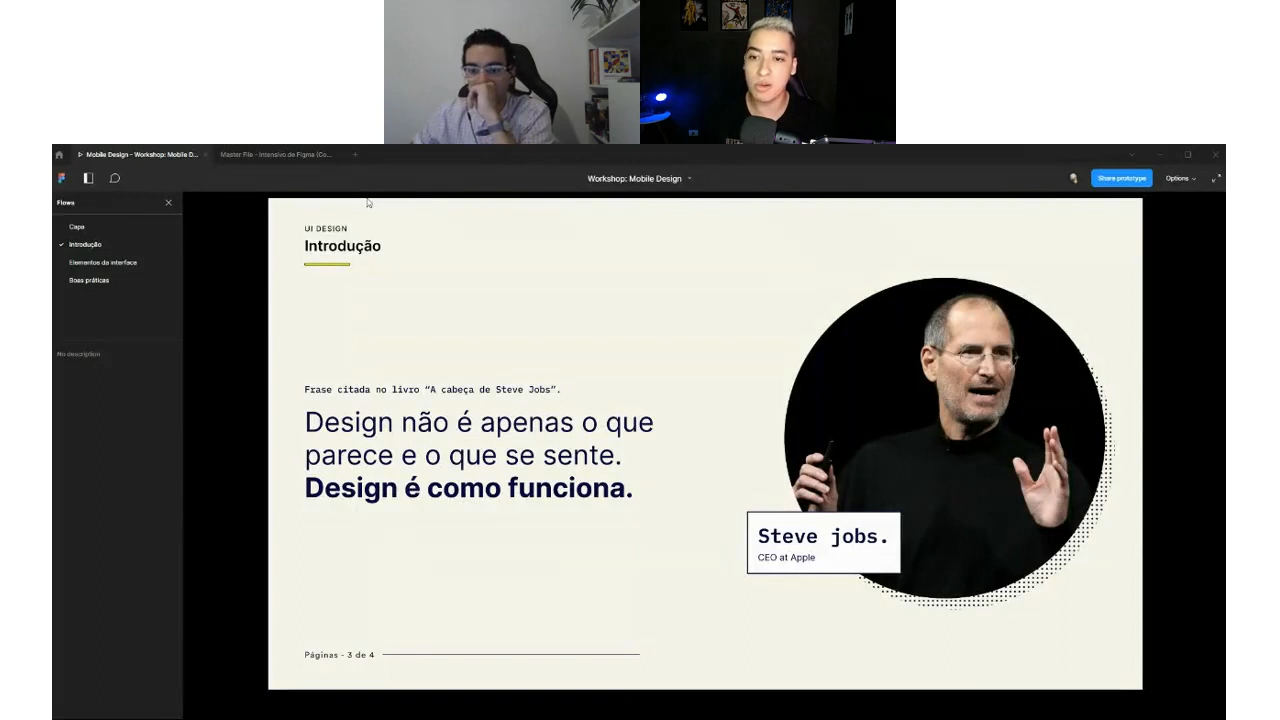 Mobile Design - Workshop: Mobile D...
Master File - Intensivo de Figma (Co...
Workshop: Mobile Design
Share prototype
Options
Flows
Capa
Introdução
Elementos da interface
Boas práticas
No description
UI DESIGN
Introdução
Frase citada no livro “A cabeça de Steve Jobs”.
Design não é apenas o que
parece e o que se sente.
Design é como funciona.
Steve jobs.
CEO at Apple
Páginas - 3 de 4